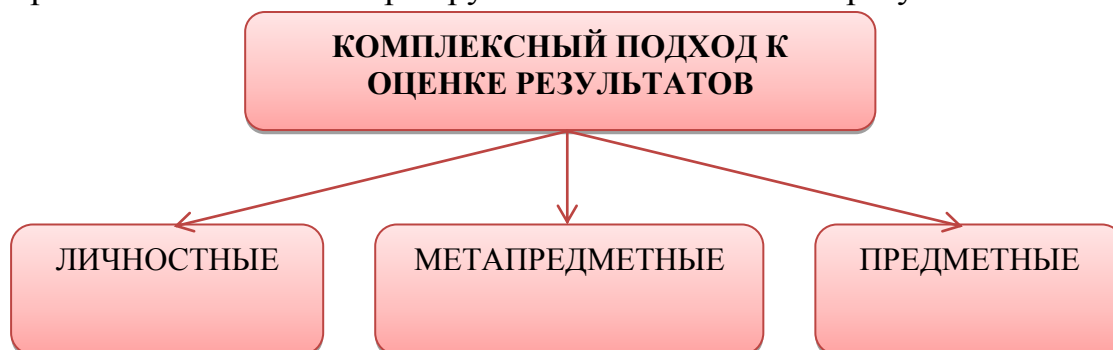 КОМПЛЕКСНЫЙ ПОДХОД К
ОЦЕНКЕ РЕЗУЛЬТАТОВ
ЛИЧНОСТНЫЕ
МЕТАПРЕДМЕТНЫЕ
ПРЕДМЕТНЫЕ